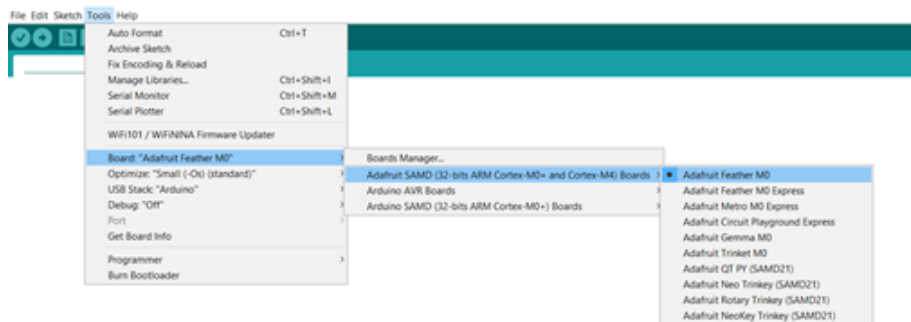 File Edit Sketch Tools Help
Auto Format Ctrl+T
Archive Sketch
Fix Encoding & Reload
Manage Libraries... Ctrl+Shift+I
Serial Monitor Ctrl+Shift+M
Serial Plotter Ctrl+Shift+L
WiFi101 / WiFiNINA Firmware Updater
Board: "Adafruit Feather M0"
Optimize: "Small (-Os) (standard)"
USB Stack: "Arduino"
Debug: "Off"
Port
Get Board Info
Programmer
Burn Bootloader
Boards Manager...
Adafruit SAMD (32-bits ARM Cortex-M0+ and Cortex-M4) Boards
Arduino AVR Boards
Arduino SAMD (32-bits ARM Cortex-M0+) Boards
Adafruit Feather M0
Adafruit Feather M0 Express
Adafruit Metro M0 Express
Adafruit Circuit Playground Express
Adafruit Gemma M0
Adafruit Trinket M0
Adafruit QT PY (SAMD21)
Adafruit Neo Trinkey (SAMD21)
Adafruit Rotary Trinkey (SAMD21)
Adafruit NeoKey Trinkey (SAMD21)